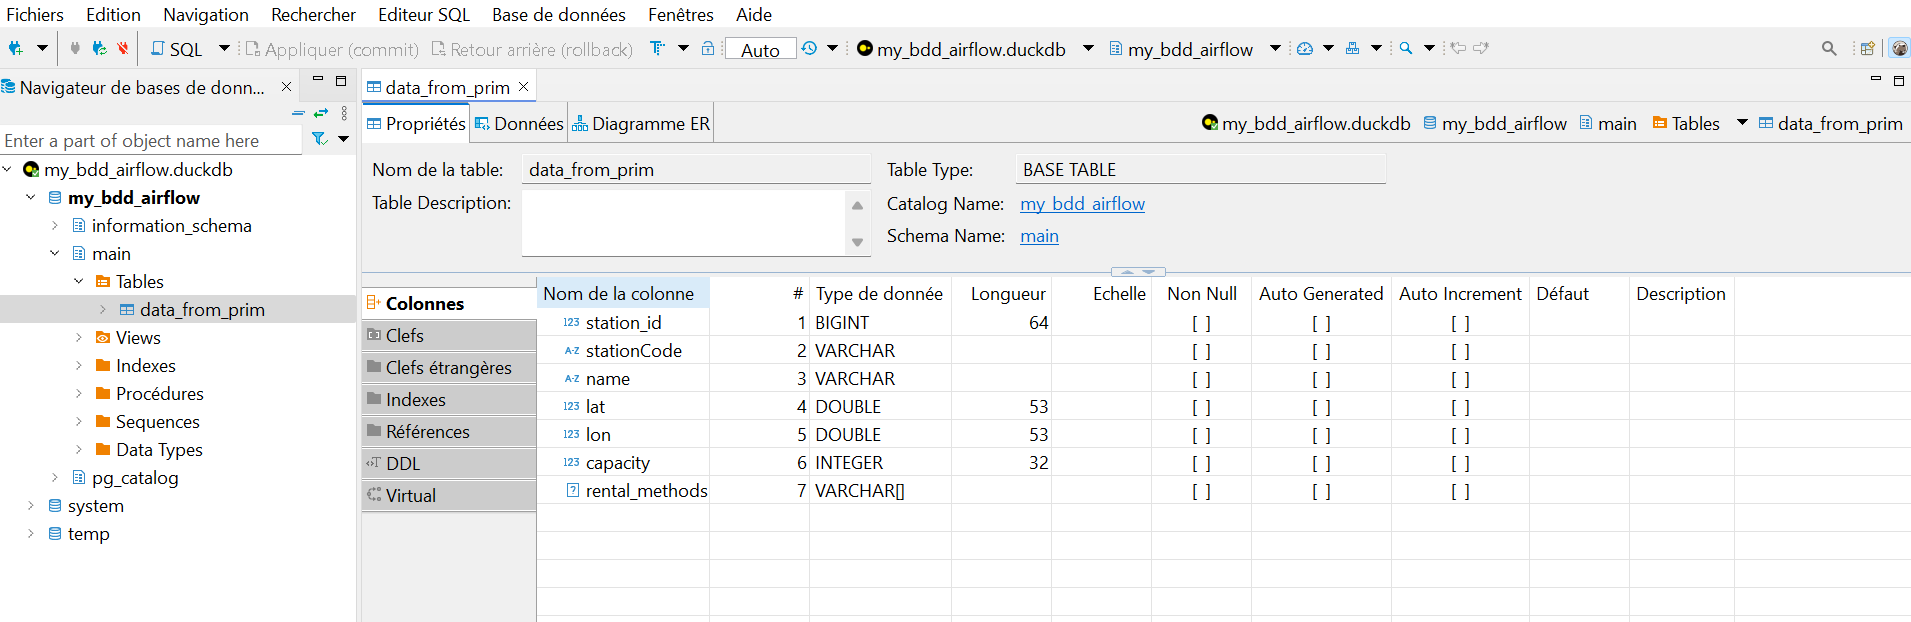 Fichiers Edition Navigation Rechercher Editeur SQL Base de données Fenêtres Aide
SQL Appliquer (commit) Retour arrière (rollback) Auto my_bdd_airflow.duckdb my_bdd_airflow
Navigateur de bases de donn...
data_from_prim
Enter a part of object name here
my_bdd_airflow.duckdb
my_bdd_airflow
information_schema
main
Tables
data_from_prim
Views
Indexes
Procédures
Sequences
Data Types
pg_catalog
system
temp
Propriétés Données Diagramme ER my_bdd_airflow.duckdb my_bdd_airflow main Tables data_from_prim
Nom de la table: data_from_prim Table Type: BASE TABLE
Table Description: Catalog Name: my_bdd_airflow
Schema Name: main
Colonnes
Clefs
Clefs étrangères
Indexes
Références
DDL
Virtual
Nom de la colonne # Type de donnée Longueur Echelle Non Null Auto Generated Auto Increment Défaut Description
123 station_id 1 BIGINT 64 [ ] [ ] [ ]
A-Z stationCode 2 VARCHAR [ ] [ ] [ ]
A-Z name 3 VARCHAR [ ] [ ] [ ]
123 lat 4 DOUBLE 53 [ ] [ ] [ ]
123 lon 5 DOUBLE 53 [ ] [ ] [ ]
123 capacity 6 INTEGER 32 [ ] [ ] [ ]
? rental_methods 7 VARCHAR[] [ ] [ ] [ ]